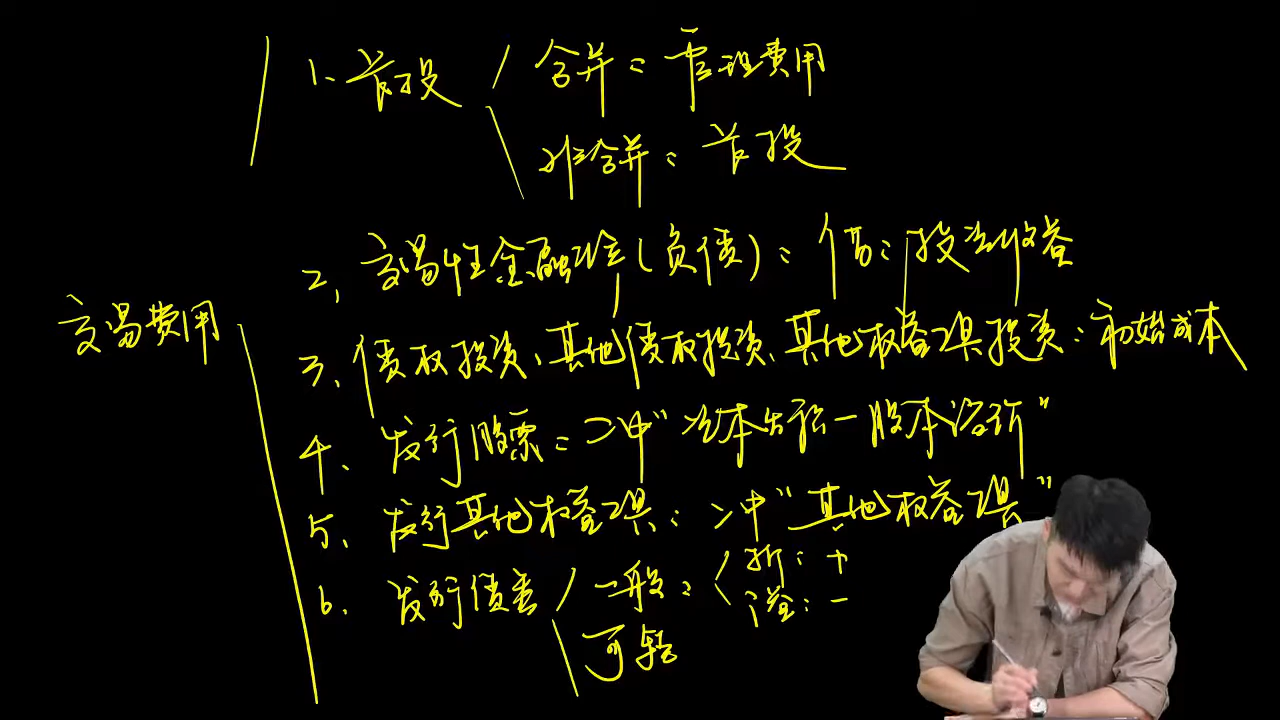 交易费用
1、长投
合并：管理费用
非合并：长投
2、交易性金融资产(负债)：借：投资收益
3、债权投资、其他债权投资、其他权益工具投资：初始成本
4、发行股票：冲"资本公积—股本溢价"
5、发行其他权益工具：冲"其他权益工具"
6、发行债券
一般：
折：+
溢：-
可转